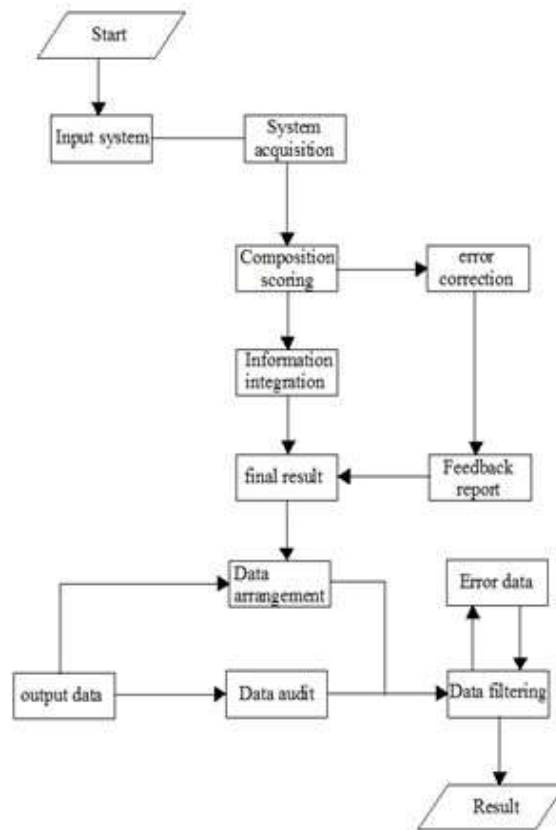 Start
Input system
System
acquisition
Composition
scoring
error
correction
Information
integration
final result
Feedback
report
Data
arrangement
Error data
output data
Data audit
Data filtering
Result